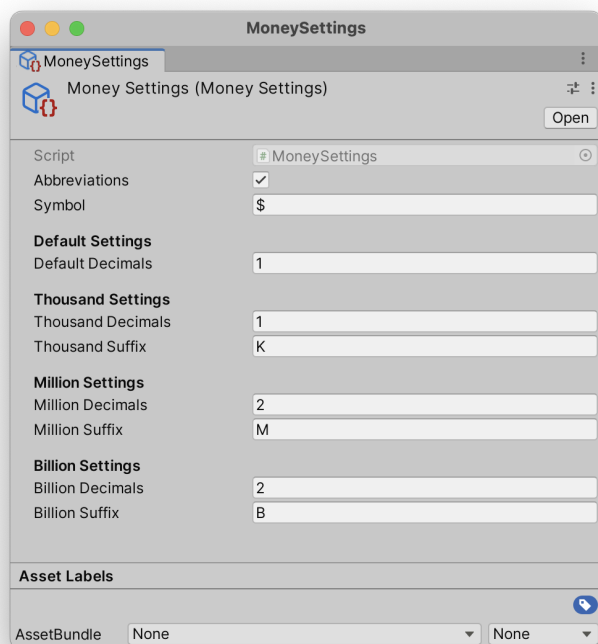 MoneySettings
MoneySettings
Money Settings (Money Settings)
Open
Script # MoneySettings
Abbreviations
Symbol $
Default Settings
Default Decimals 1
Thousand Settings
Thousand Decimals 1
Thousand Suffix K
Million Settings
Million Decimals 2
Million Suffix M
Billion Settings
Billion Decimals 2
Billion Suffix B
Asset Labels
AssetBundle None None